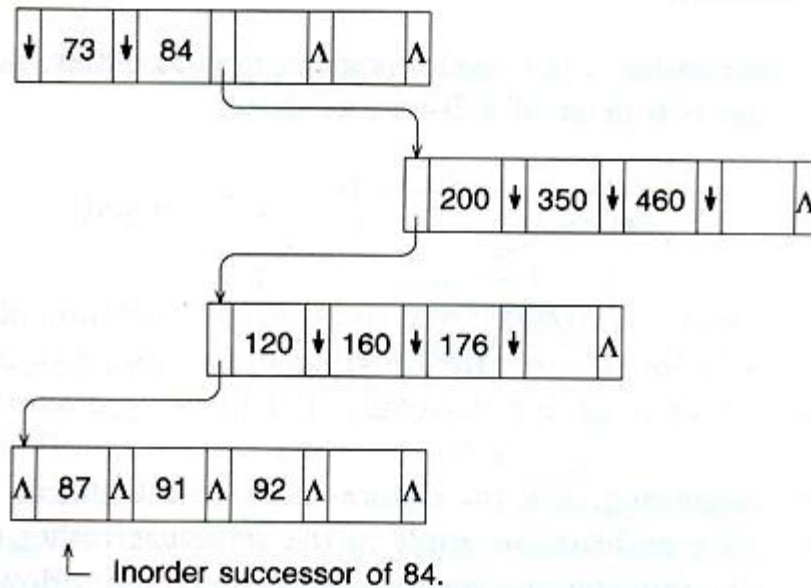 ↓ 73 ↓ 84 Λ Λ
200 ↓ 350 ↓ 460 ↓ Λ
120 ↓ 160 ↓ 176 ↓ Λ
Λ 87 Λ 91 Λ 92 Λ Λ
Inorder successor of 84.